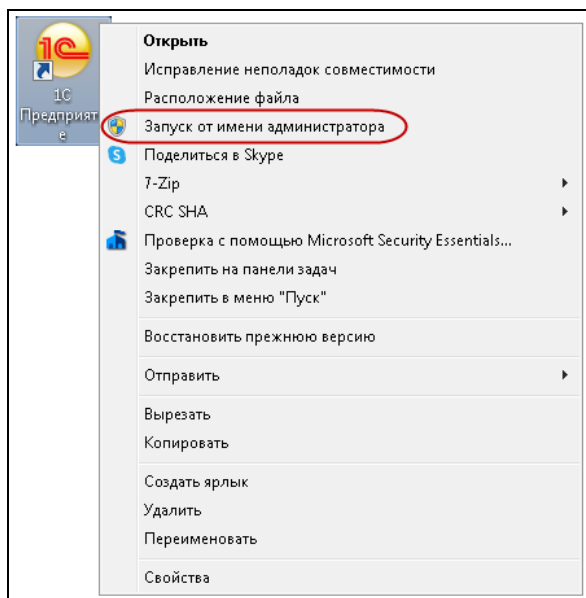 1С
1С
Предприят
е
Открыть
Исправление неполадок совместимости
Расположение файла
Запуск от имени администратора
Поделиться в Skype
7-Zip
CRC SHA
Проверка с помощью Microsoft Security Essentials...
Закрепить на панели задач
Закрепить в меню "Пуск"
Восстановить прежнюю версию
Отправить
Вырезать
Копировать
Создать ярлык
Удалить
Переименовать
Свойства